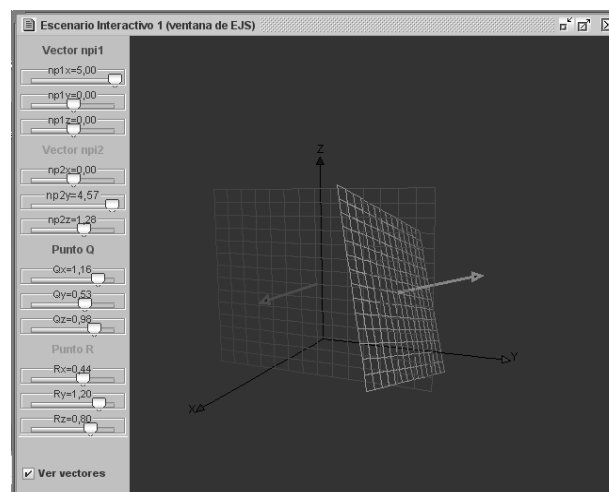 Escenario Interactivo 1 (ventana de EJS)
Vector npi1
np1x=5,00
np1y=0,00
np1z=0,00
Vector npi2
np2x=0,00
np2y=4,57
np2z=1,28
Punto Q
Qx=1,16
Qy=0,53
Qz=0,98
Punto R
Rx=0,44
Ry=1,20
Rz=0,80
Ver vectores
Z
Y
X